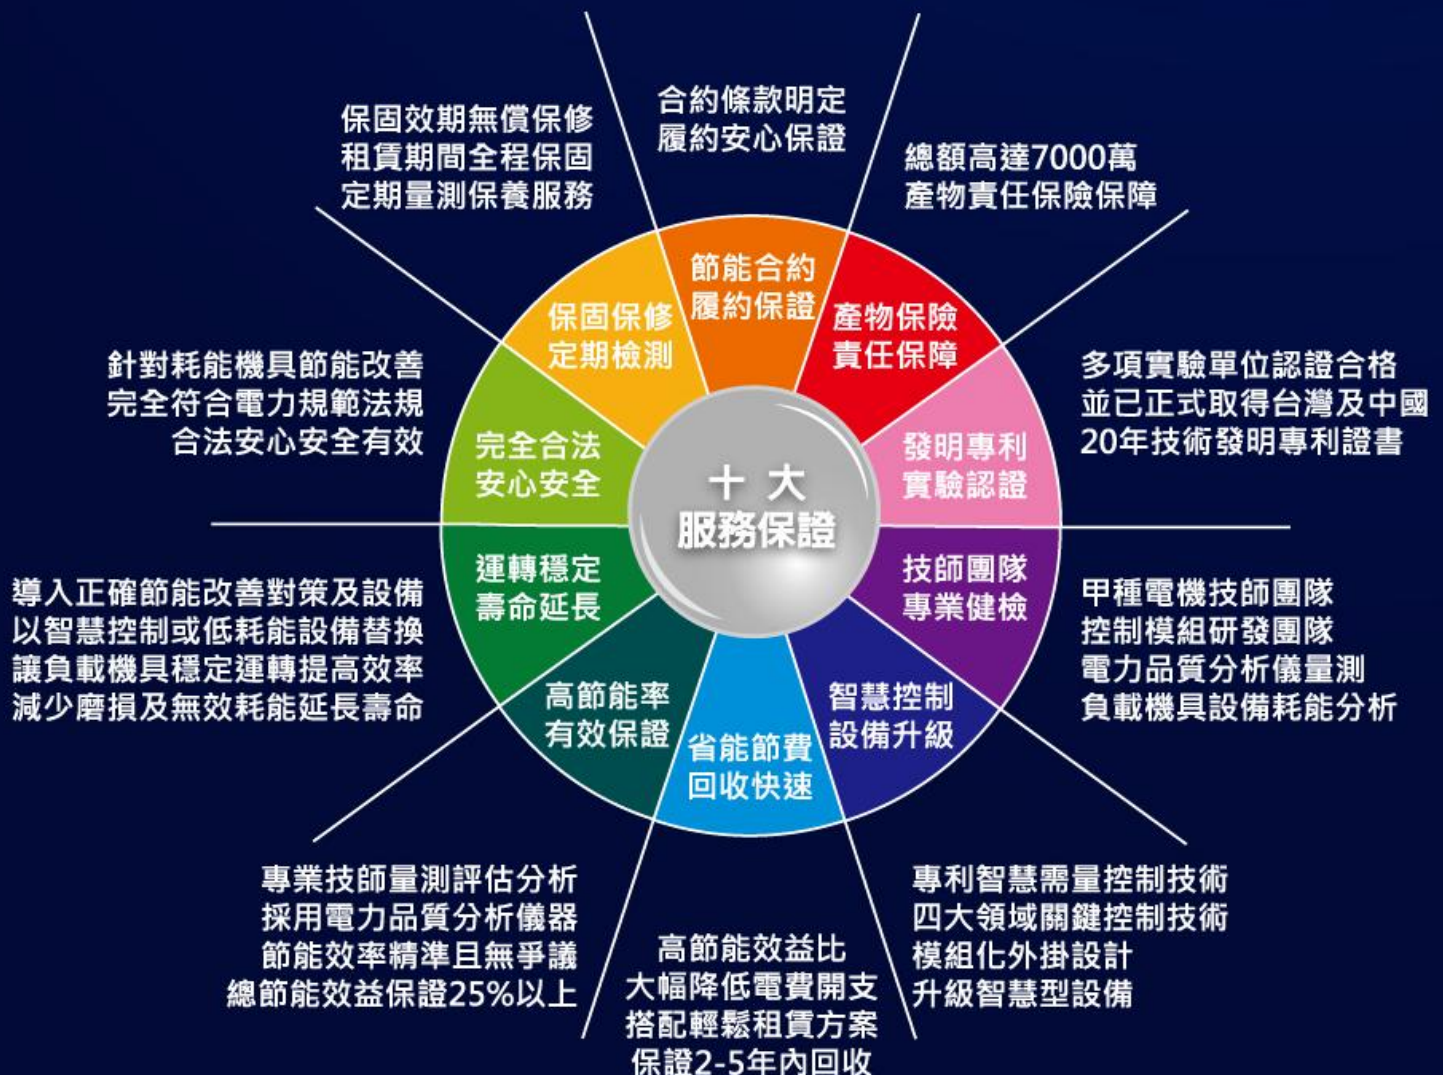 合約條款明定
履約安心保證
保固效期無償保修
租賃期間全程保固
定期量測保養服務
總額高達7000萬
產物責任保險保障
節能合約
履約保證
保固保修
定期檢測
產物保險
責任保障
針對耗能機具節能改善
完全符合電力規範法規
合法安心安全有效
多項實驗單位認證合格
並已正式取得台灣及中國
20年技術發明專利證書
完全合法
安心安全
發明專利
實驗認證
十大
服務保證
運轉穩定
壽命延長
技師團隊
專業健檢
導入正確節能改善對策及設備
以智慧控制或低耗能設備替換
讓負載機具穩定運轉提高效率
減少磨損及無效耗能延長壽命
甲種電機技師團隊
控制模組研發團隊
電力品質分析儀量測
負載機具設備耗能分析
高節能率
有效保證
智慧控制
設備升級
省能節費
回收快速
專業技師量測評估分析
採用電力品質分析儀器
節能效率精準且無爭議
總節能效益保證25%以上
高節能效益比
大幅降低電費開支
搭配輕鬆租賃方案
保證2-5年內回收
專利智慧需量控制技術
四大領域關鍵控制技術
模組化外掛設計
升級智慧型設備